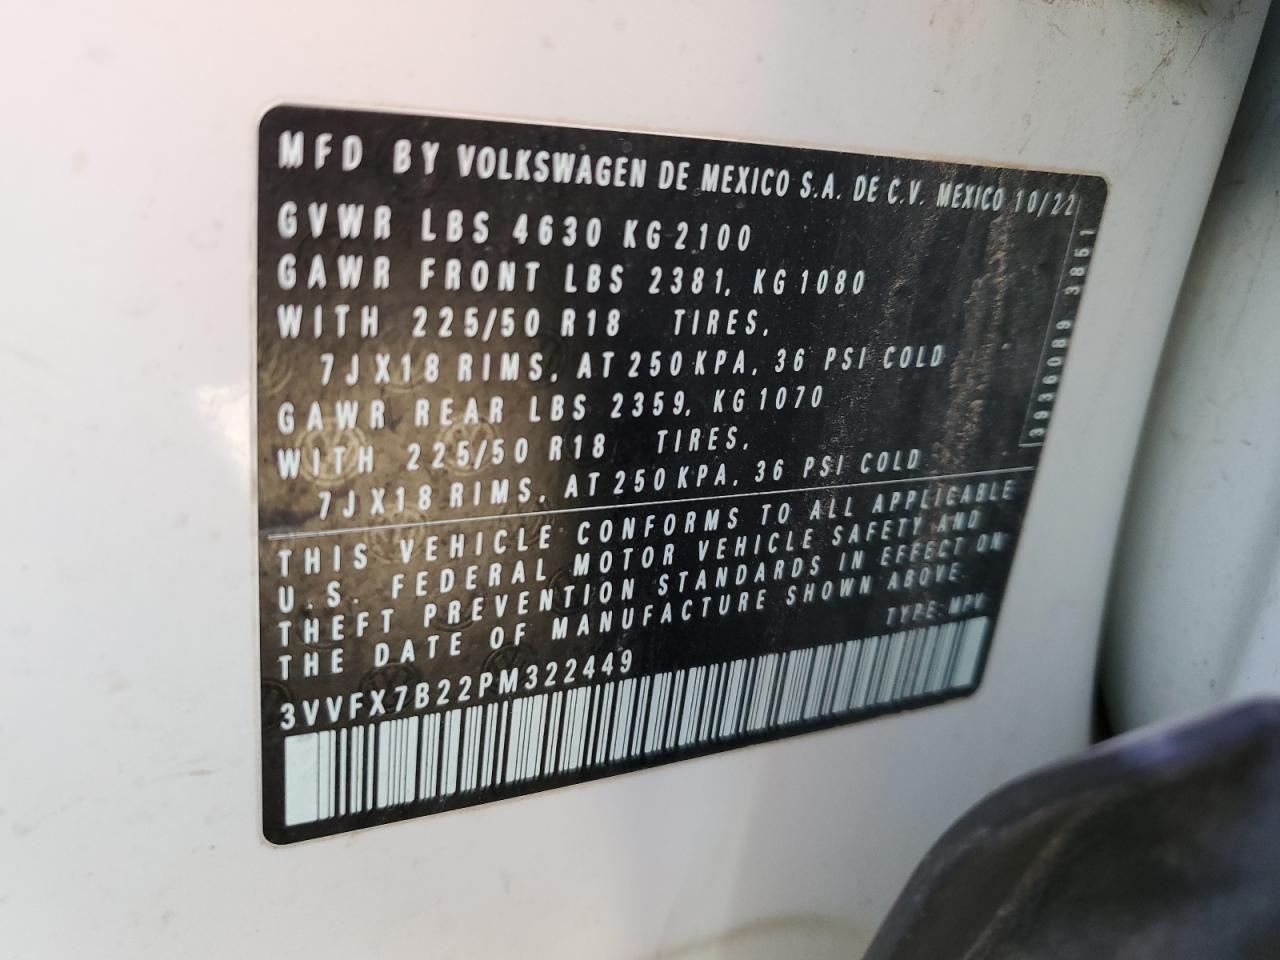 MFD BY VOLKSWAGEN DE MEXICO S.A. DE C.V. MEXICO 10/22
GVWR LBS 4630 KG 2100
GAWR FRONT LBS 2381, KG 1080
WITH 225/50 R18 TIRES,
7JX18 RIMS, AT 250 KPA, 36 PSI COLD
GAWR REAR LBS 2359, KG 1070
WITH 225/50 R18 TIRES,
7JX18 RIMS, AT 250 KPA, 36 PSI COLD
THIS VEHICLE CONFORMS TO ALL APPLICABLE
U.S. FEDERAL MOTOR VEHICLE SAFETY AND
THEFT PREVENTION STANDARDS IN EFFECT ON
THE DATE OF MANUFACTURE SHOWN ABOVE.
TYPE: MPV
3VVFX7B22PM322449
3936089 3851